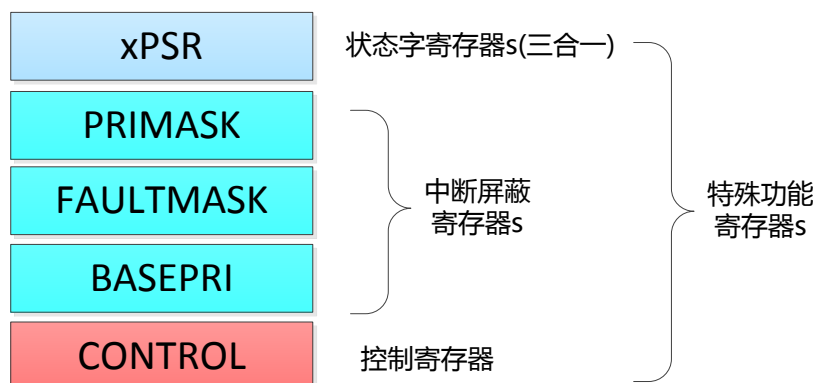 xPSR
状态字寄存器s(三合一)
PRIMASK
FAULTMASK
中断屏蔽
寄存器s
特殊功能
寄存器s
BASEPRI
CONTROL
控制寄存器